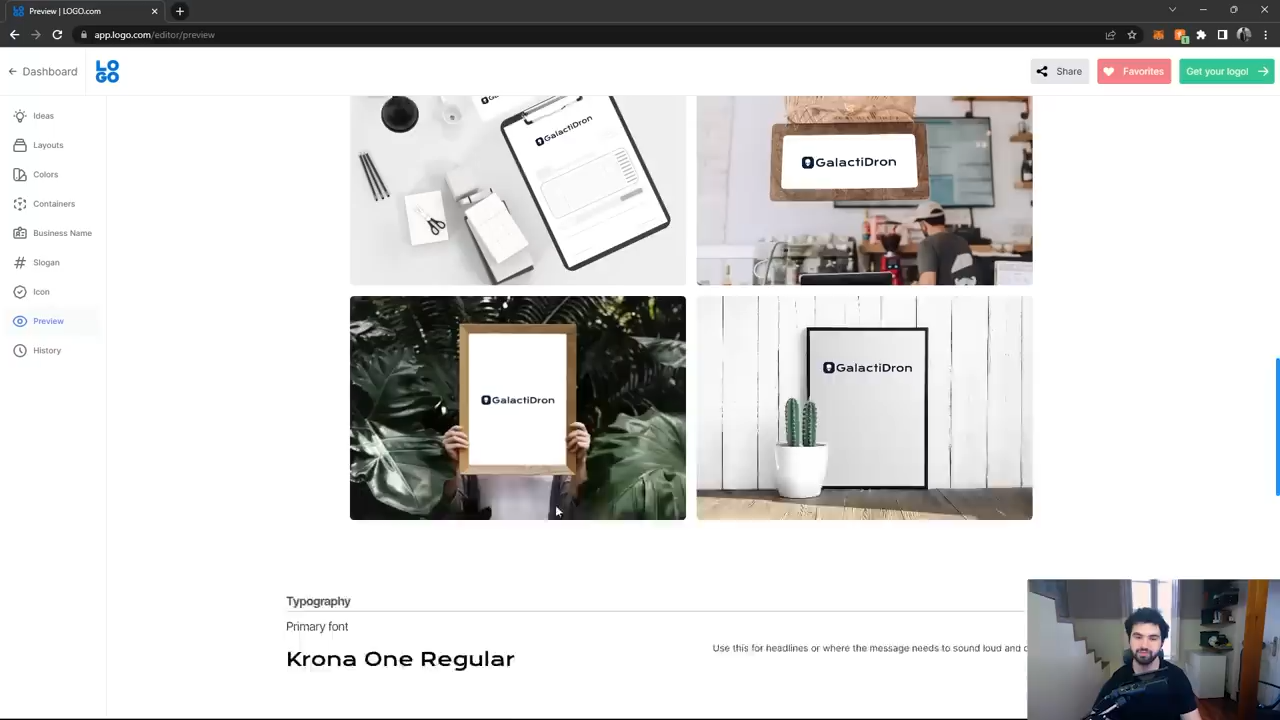 Preview | LOGO.com
app.logo.com/editor/preview
Dashboard
LO
GO
Share
Favorites
Get your logo!
Ideas
Layouts
Colors
Containers
Business Name
Slogan
Icon
Preview
History
GalactiDron
GalactiDron
GalactiDron
GalactiDron
Typography
Primary font
Krona One Regular
Use this for headlines or where the message needs to sound loud and